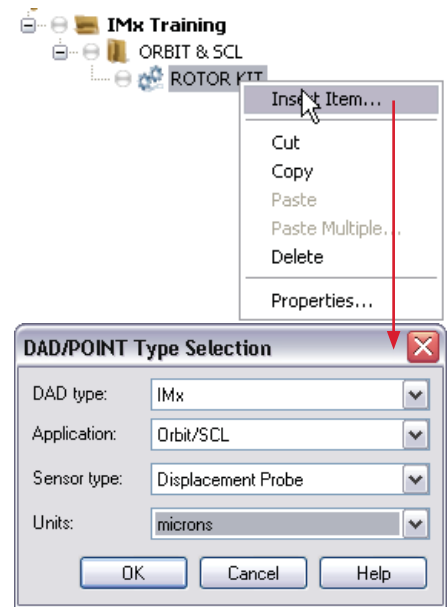 IMx Training
ORBIT & SCL
ROTOR KIT
Insert Item...
Cut
Copy
Paste
Paste Multiple...
Delete
Properties...
DAD/POINT Type Selection
DAD type: IMx
Application: Orbit/SCL
Sensor type: Displacement Probe
Units: microns
OK Cancel Help